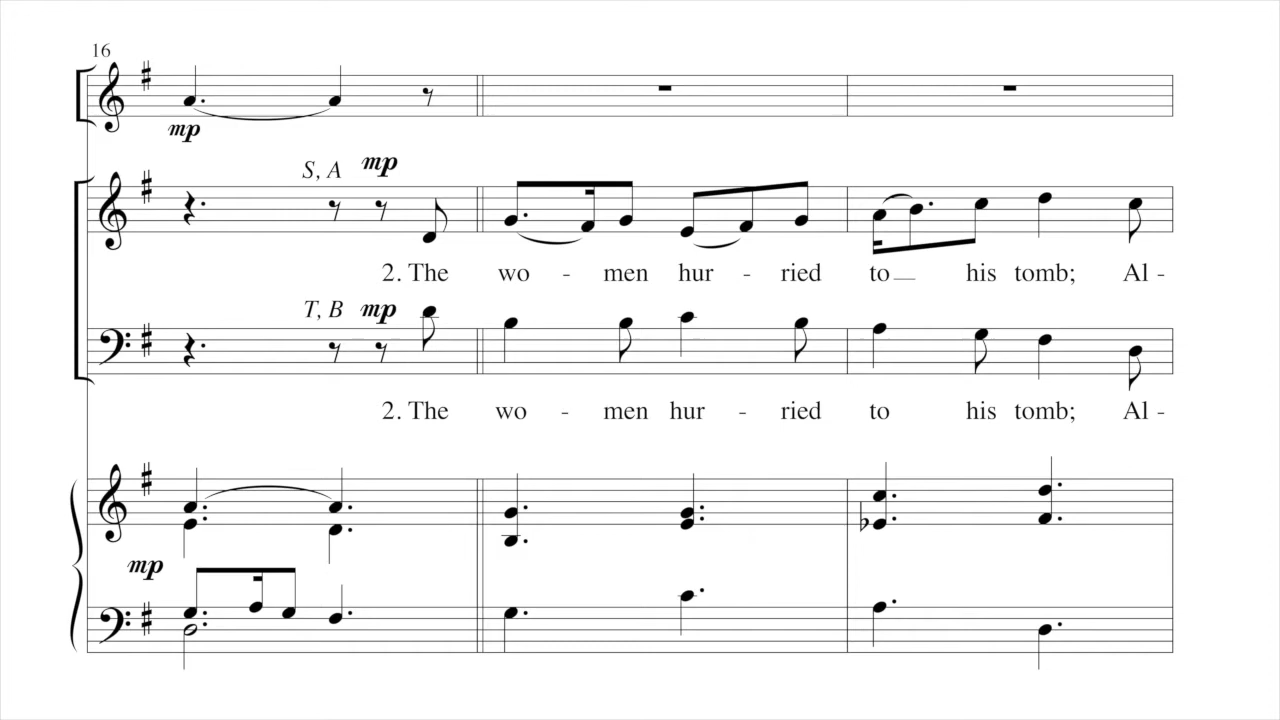 16
mp
S, A mp
2. The wo - men hur - ried to his tomb; Al -
T, B mp
2. The wo - men hur - ried to his tomb; Al -
mp